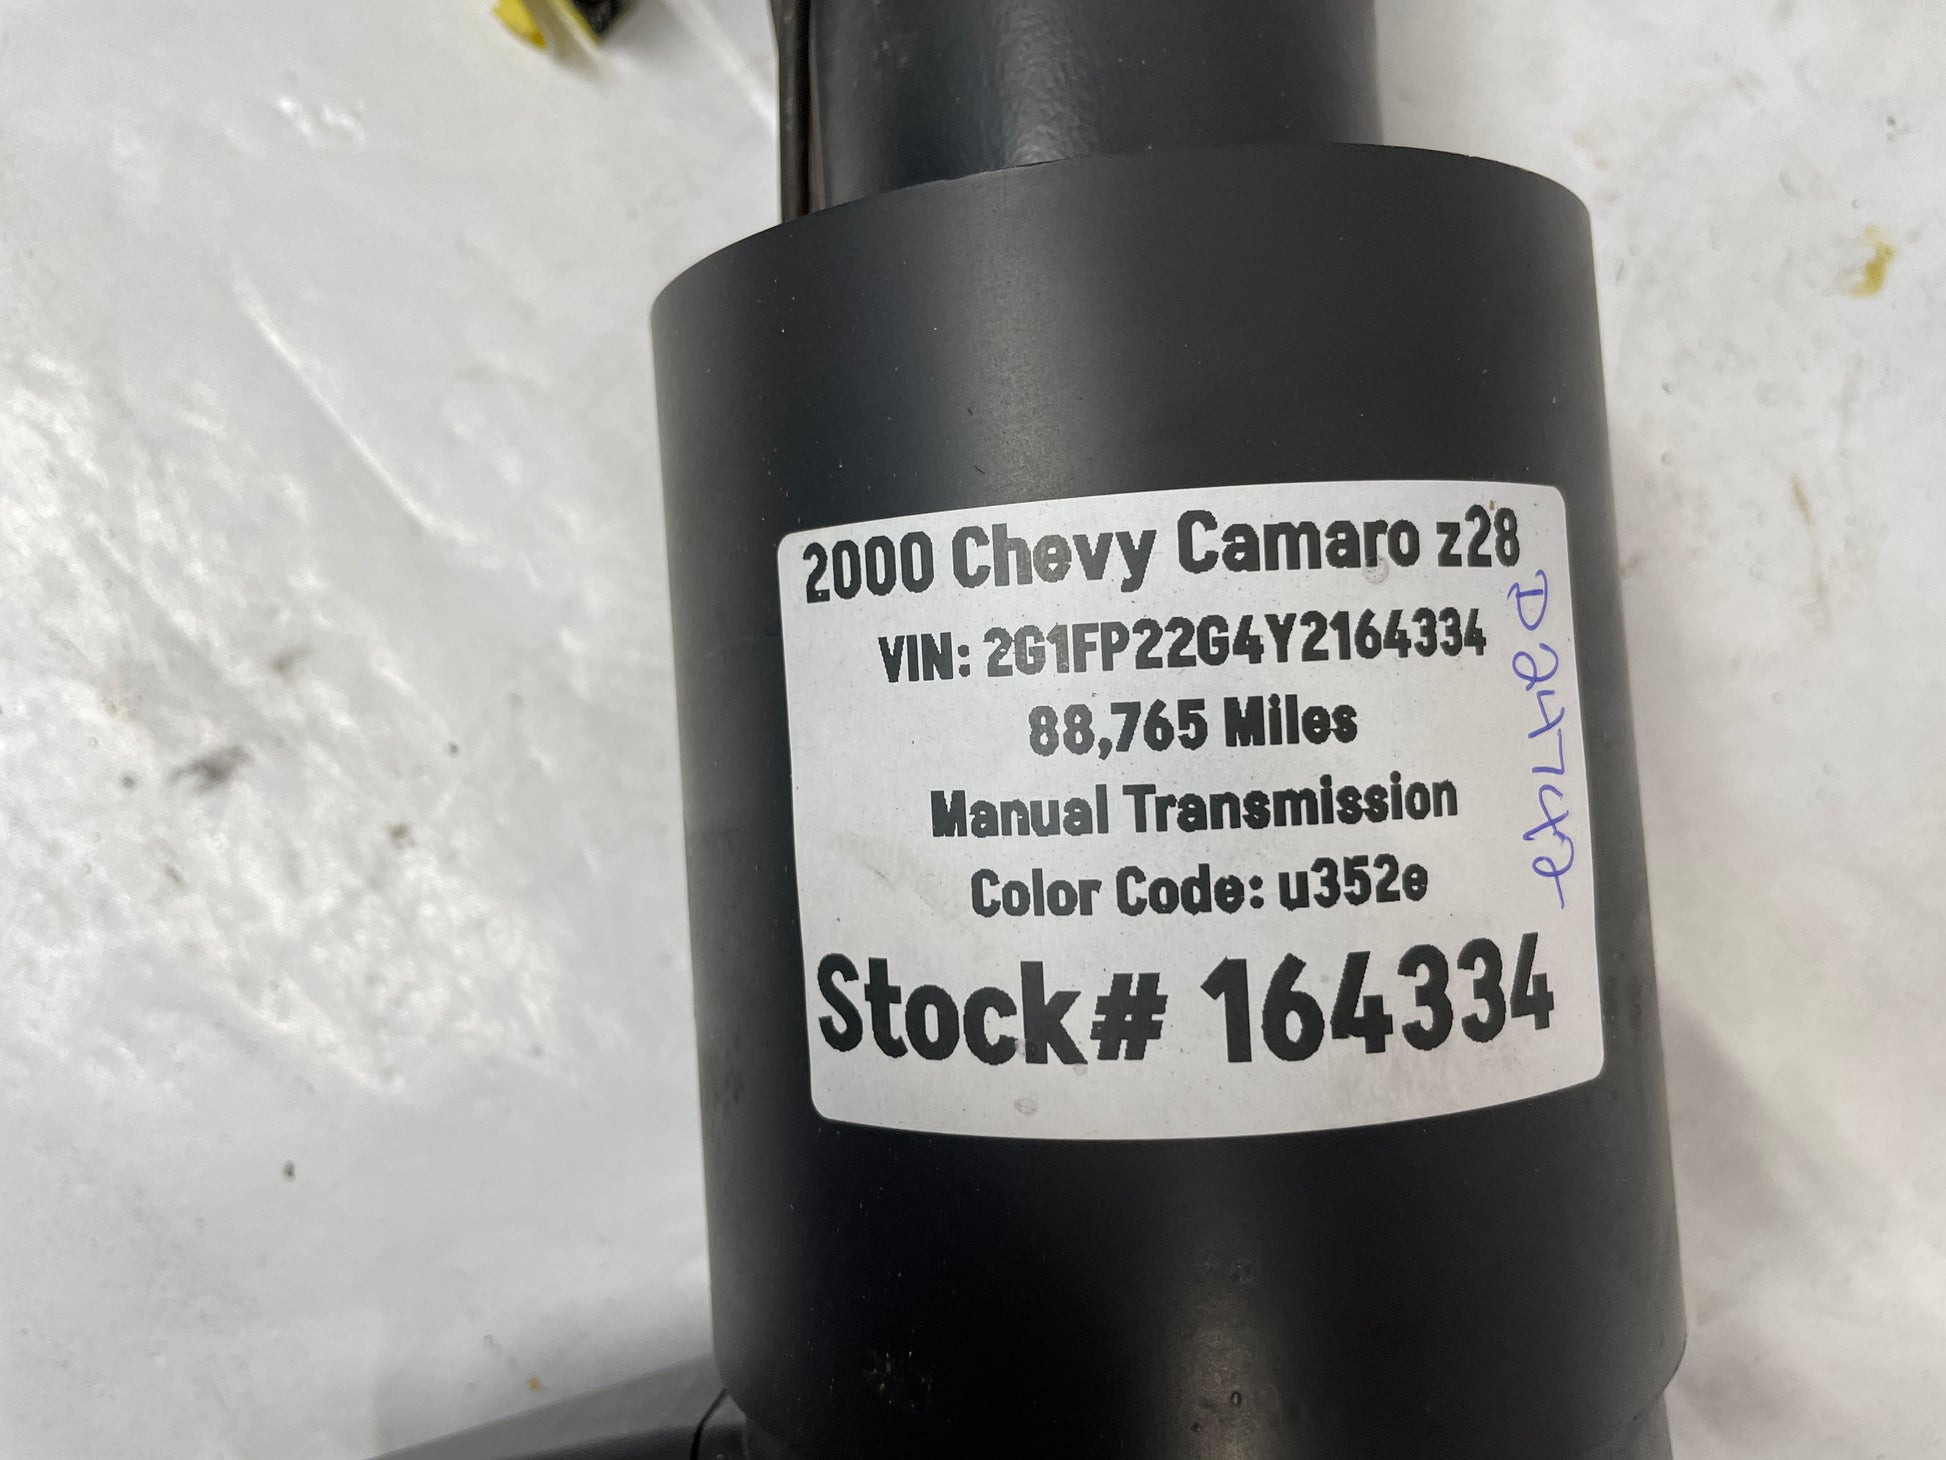 2000 Chevy Camaro z28
VIN: 2G1FP22G4Y2164334
88,765 Miles
Manual Transmission
Color Code: u352e
Stock# 164334